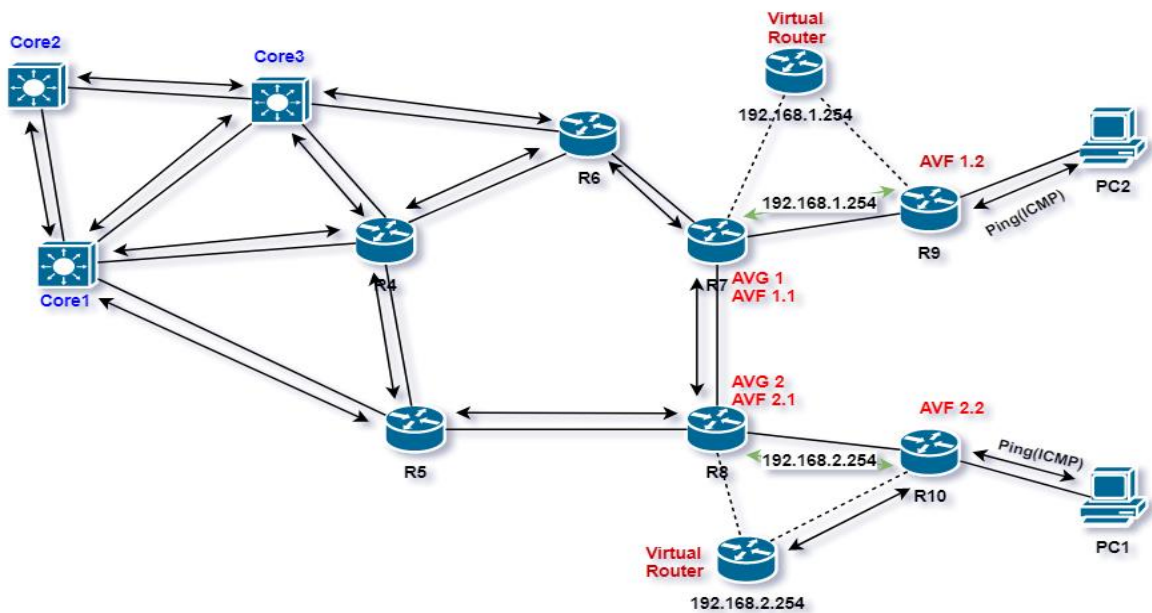 Virtual
Router
Core2
Core3
192.168.1.254
R6
AVF 1.2
PC2
192.168.1.254
Ping(ICMP)
R9
R4
R7
AVG 1
AVF 1.1
Core1
AVG 2
AVF 2.1
AVF 2.2
R5
R8
192.168.2.254
Ping(ICMP)
R10
PC1
Virtual
Router
192.168.2.254